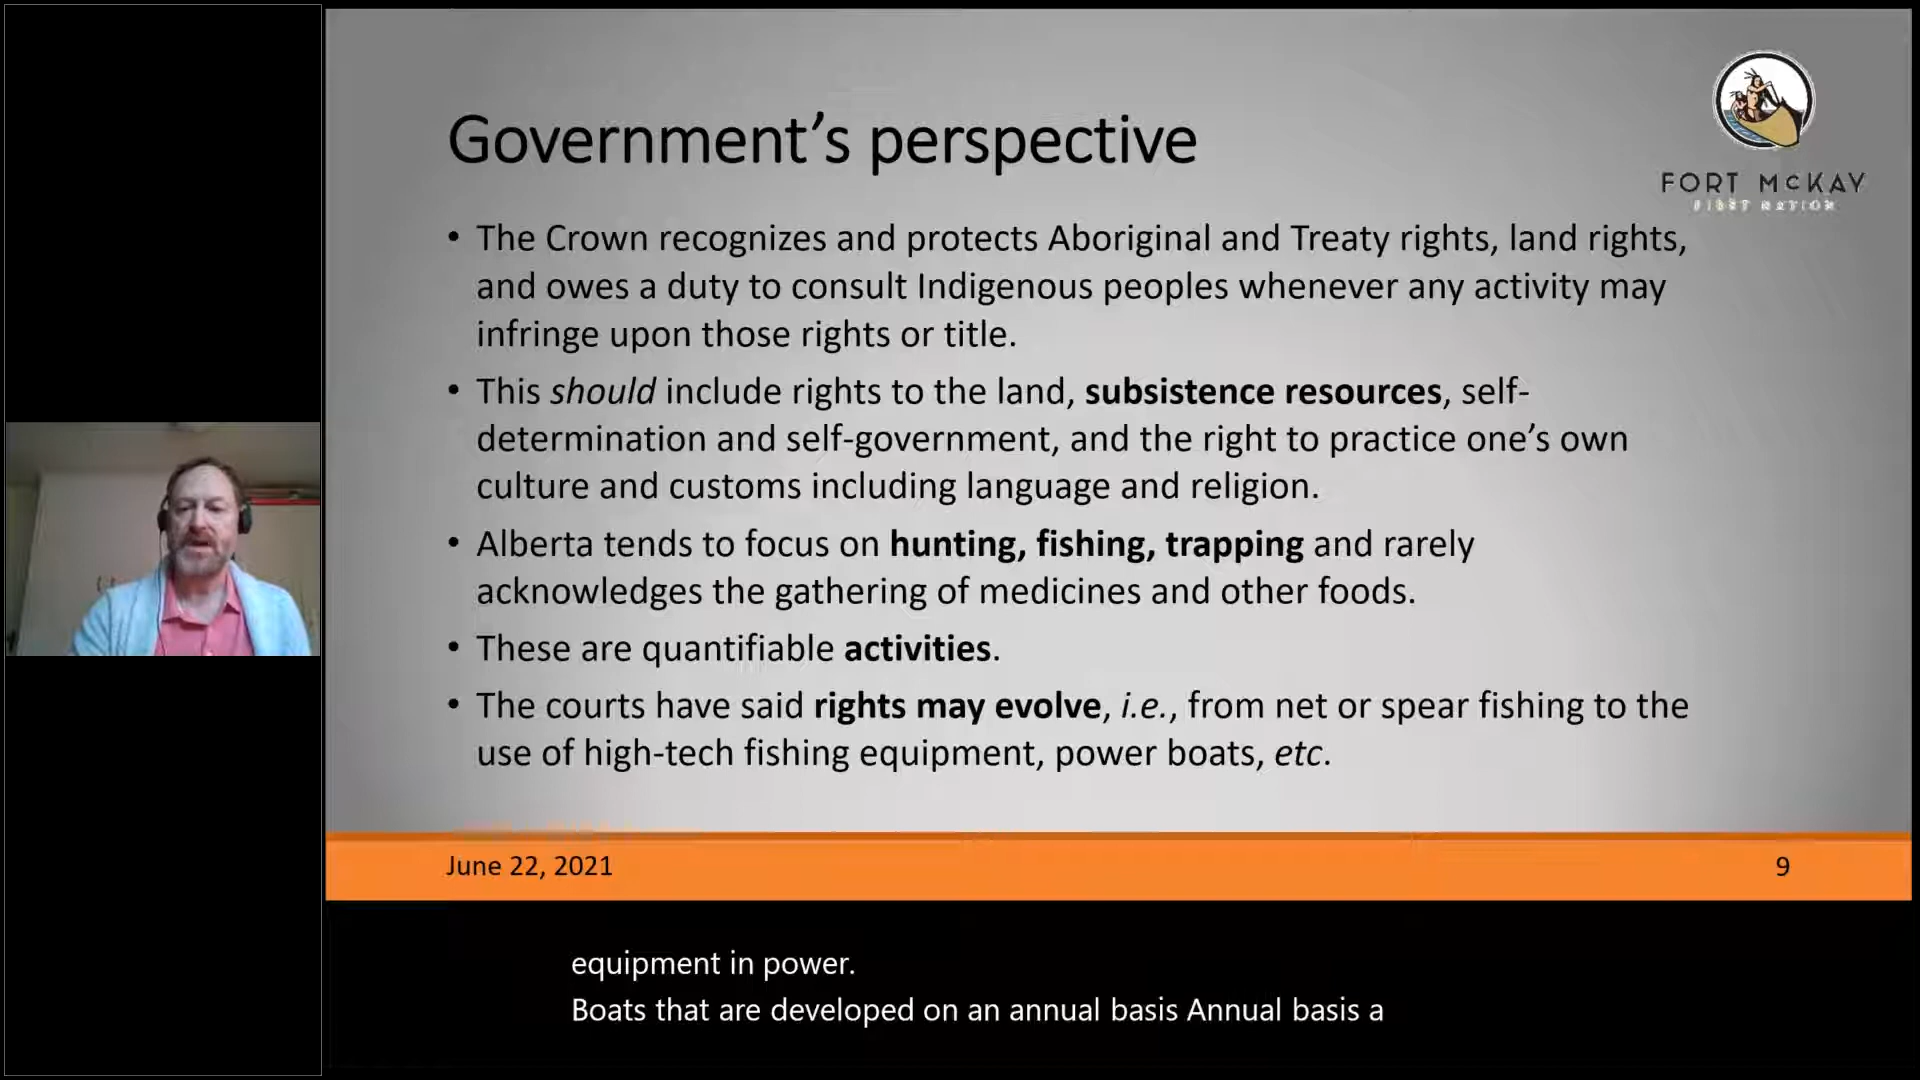 Government’s perspective
FORT McKAY
FIRST NATION
• The Crown recognizes and protects Aboriginal and Treaty rights, land rights,
and owes a duty to consult Indigenous peoples whenever any activity may
infringe upon those rights or title.
• This should include rights to the land, subsistence resources, self-
determination and self-government, and the right to practice one’s own
culture and customs including language and religion.
• Alberta tends to focus on hunting, fishing, trapping and rarely
acknowledges the gathering of medicines and other foods.
• These are quantifiable activities.
• The courts have said rights may evolve, i.e., from net or spear fishing to the
use of high-tech fishing equipment, power boats, etc.
June 22, 2021
9
equipment in power.
Boats that are developed on an annual basis Annual basis a